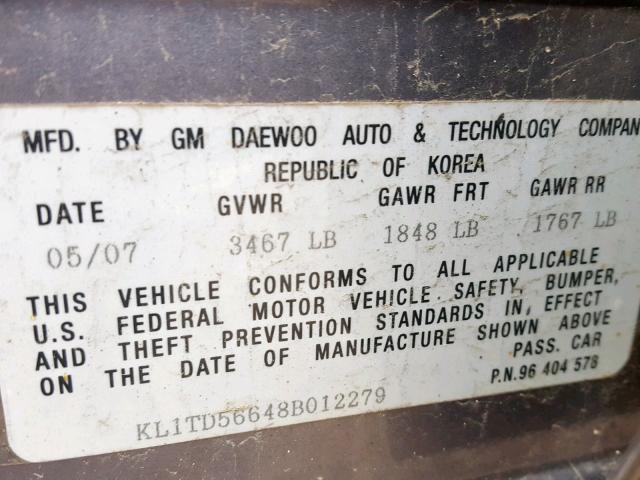 MFD. BY GM DAEWOO AUTO & TECHNOLOGY COMPAN
REPUBLIC OF KOREA
DATE GVWR GAWR FRT GAWR RR
05/07 3467 LB 1848 LB 1767 LB
THIS VEHICLE CONFORMS TO ALL APPLICABLE
U.S. FEDERAL MOTOR VEHICLE SAFETY, BUMPER,
AND THEFT PREVENTION STANDARDS IN EFFECT
ON THE DATE OF MANUFACTURE SHOWN ABOVE
PASS. CAR
P.N.96 404 578
KL1TD56648B012279